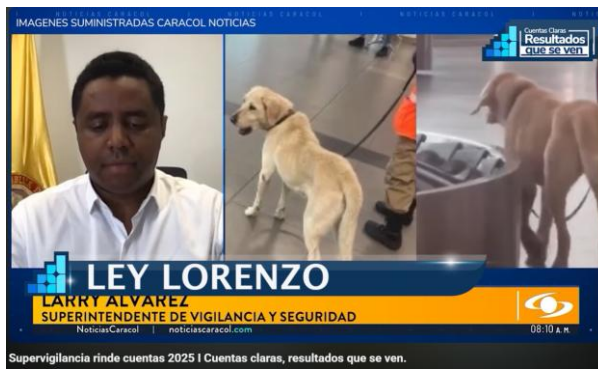 IMAGENES SUMINISTRADAS CARACOL NOTICIAS
Cuentas Claras
Resultados
que se ven
LEY LORENZO
LARRY ALVAREZ
SUPERINTENDENTE DE VIGILANCIA Y SEGURIDAD
NoticiasCaracol | noticiascaracol.com
08:10 A.M.
Supervigilancia rinde cuentas 2025 I Cuentas claras, resultados que se ven.